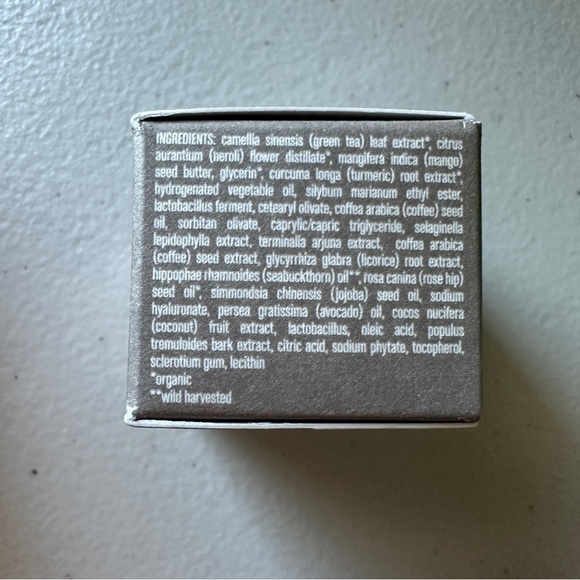 INGREDIENTS: camellia sinensis (green tea) leaf extract*, citrus
aurantium (neroli) flower distillate*, mangifera indica (mango)
seed butter, glycerin*, curcuma longa (turmeric) root extract*,
hydrogenated vegetable oil, silybum marianum ethyl ester,
lactobacillus ferment, cetearyl olivate, coffea arabica (coffee) seed
oil, sorbitan olivate, caprylic/capric triglyceride, selaginella
lepidophylla extract, terminalia arjuna extract, coffea arabica
(coffee) seed extract, glycyrrhiza glabra (licorice) root extract,
hippophae rhamnoides (seabuckthorn) oil**, rosa canina (rose hip)
seed oil*, simmondsia chinensis (jojoba) seed oil, sodium
hyaluronate, persea gratissima (avocado) oil, cocos nucifera
(coconut) fruit extract, lactobacillus, oleic acid, populus
tremuloides bark extract, citric acid, sodium phytate, tocopherol,
sclerotium gum, lecithin
*organic
**wild harvested